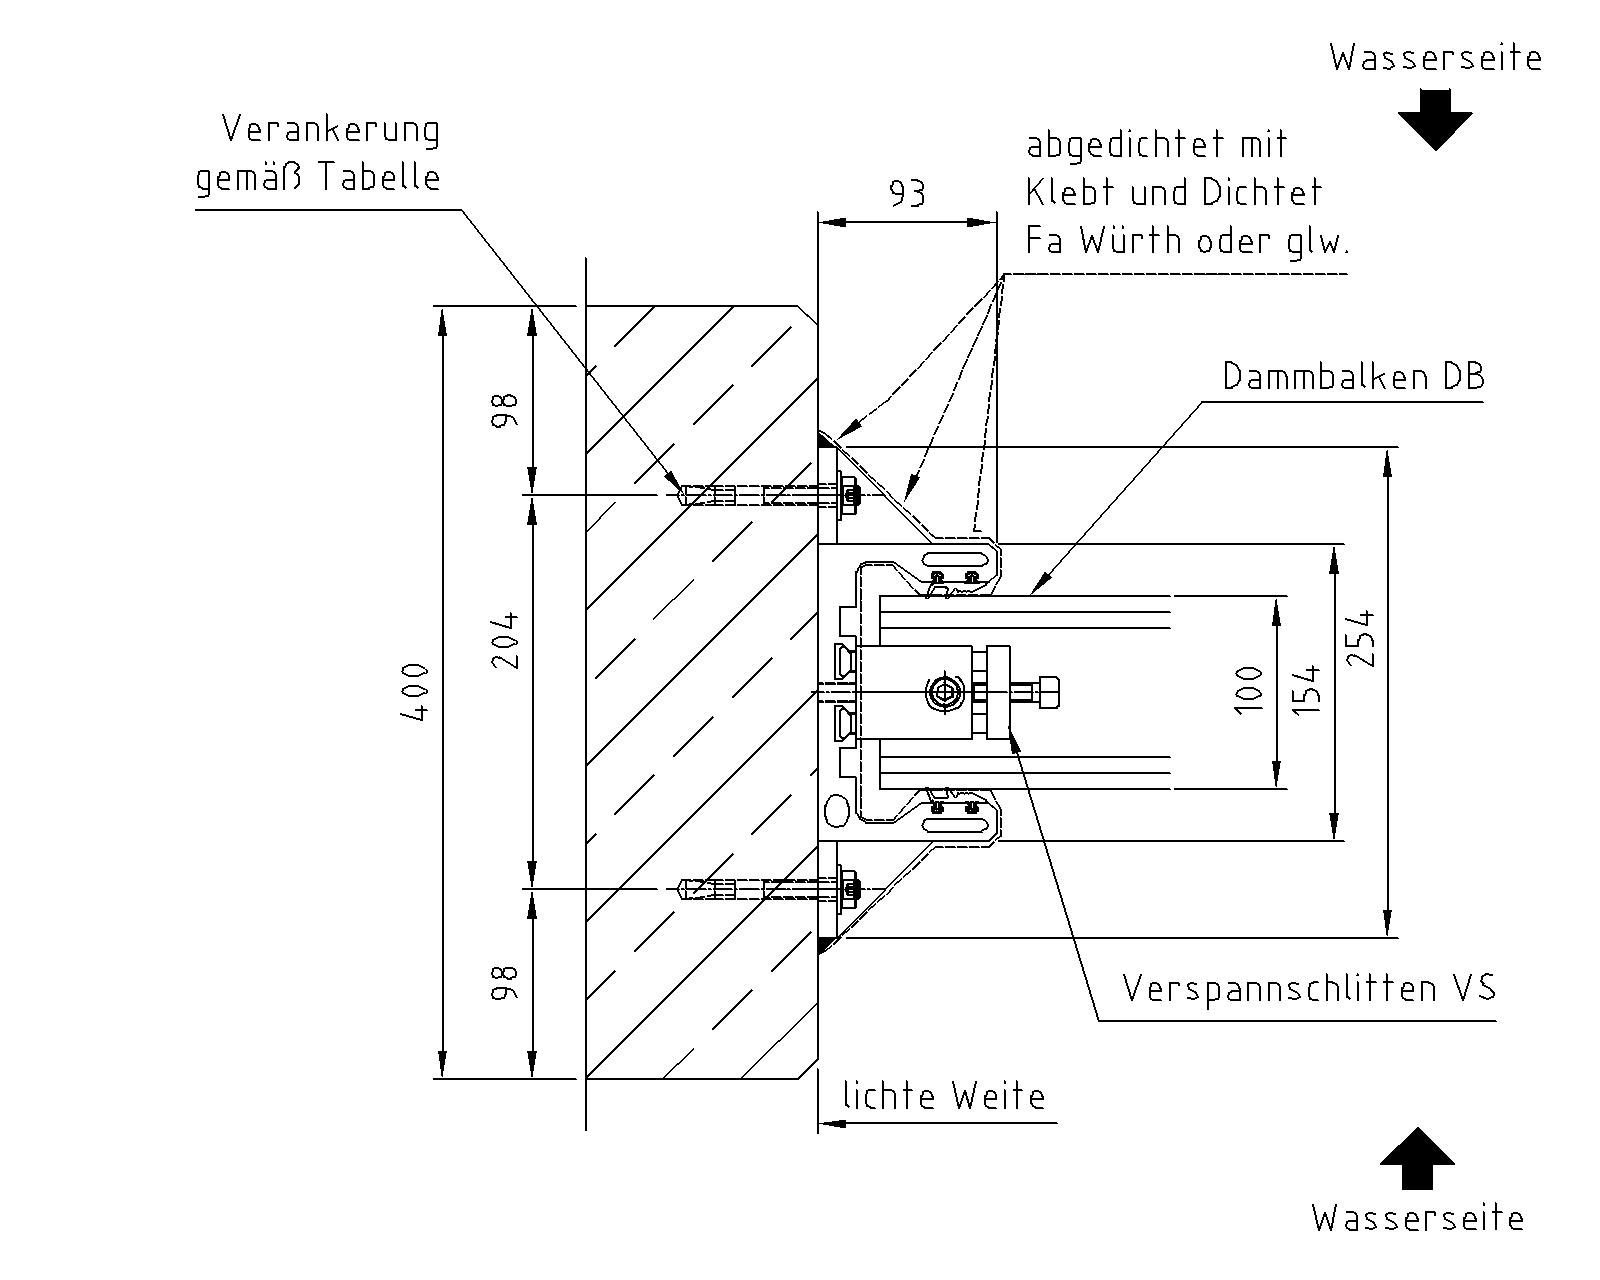 Wasserseite
Verankerung
gemäß Tabelle
abgedichtet mit
Klebt und Dichtet
Fa Würth oder glw.
93
Dammbalken DB
98
204
400
98
100
154
254
Verspannschlitten VS
lichte Weite
Wasserseite